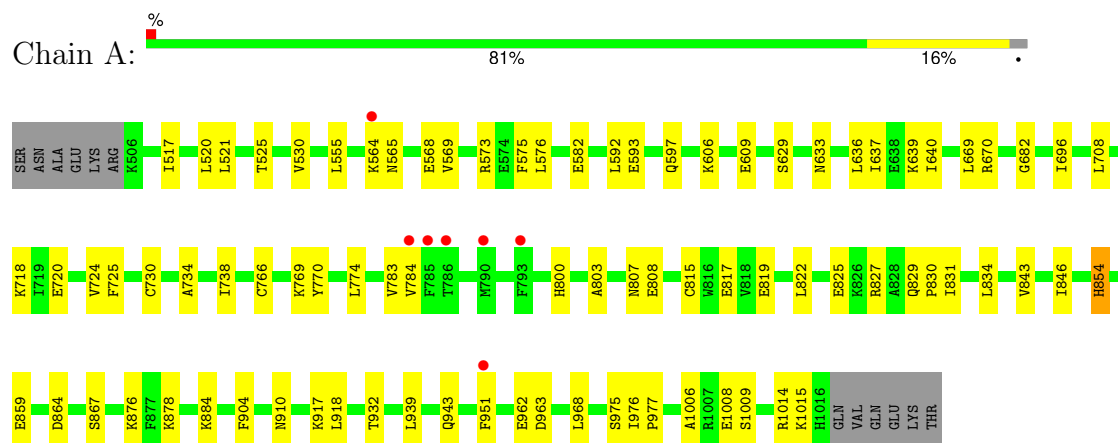 %
Chain A:
81% 16% •
SER ASN ALA GLU LYS ARG K506 I517 L520 L521 T525 V530 L555 K564 N565 E568 V569 R573 E574 F575 L576 E582 L592 E593 Q597 K606 E609 S629 N633 L636 I637 E638 K639 I640 L669 R670 G682 I696 L708
K718 I719 E720 V724 F725 C730 A734 I738 C766 K769 Y770 L774 V783 V784 F785 T786 M790 F793 H800 A803 N807 E808 C815 W816 E817 V818 E819 L822 E825 K826 R827 A828 Q829 P830 I831 L834 V843 I846 H854
E859 D864 S867 K876 F877 K878 K884 F904 N910 K917 L918 T932 L939 Q943 F951 E962 D963 L968 S975 I976 P977 A1006 R1007 E1008 S1009 R1014 K1015 H1016 GLN VAL GLN GLU LYS THR